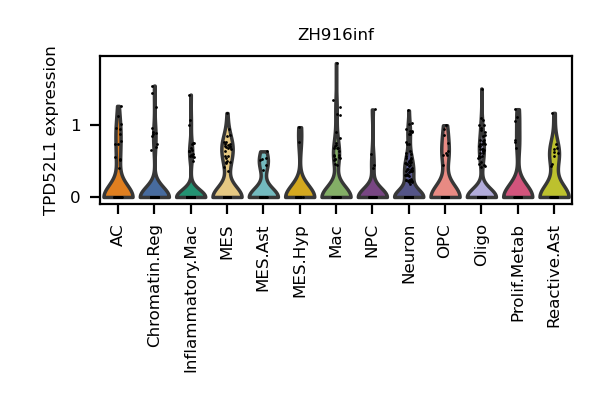 ZH916inf
TPD52L1 expression
1
0
AC
Chromatin.Reg
Inflammatory.Mac
MES
MES.Ast
MES.Hyp
Mac
NPC
Neuron
OPC
Oligo
Prolif.Metab
Reactive.Ast